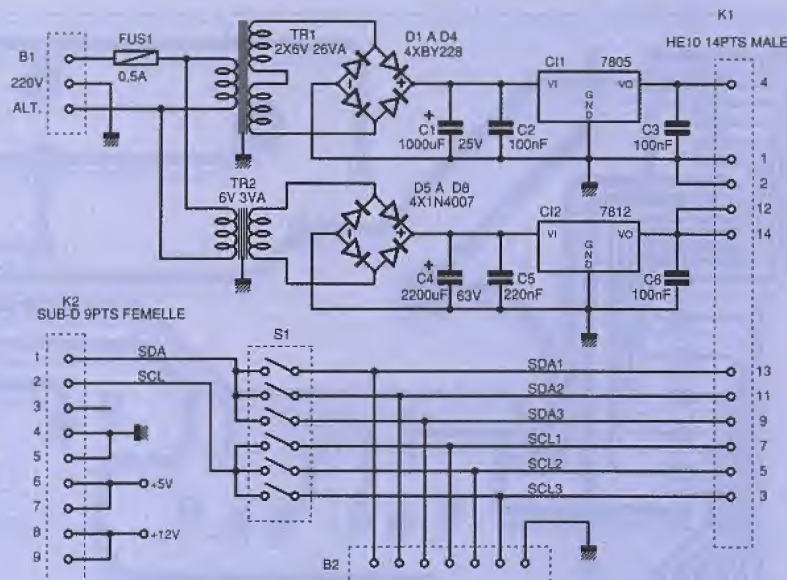 K1
HE10 14PTS MALE
FUS1
0,5A
B1
220V
ALT.
TR1
2X6V 26VA
D1 A D4
4XBY228
CI1 7805
VI VO
GND
+
C1
1000uF 25V
C2
100nF
C3
100nF
4
1
2
12
14
TR2
6V 3VA
D5 A D8
4X1N4007
CI2 7812
VI VO
GND
+
C4
2200uF 63V
C5
220nF
C6
100nF
K2
SUB-D 9PTS FEMELLE
1 SDA
2 SCL
3
4
5
6 +5V
7
8 +12V
9
S1
SDA1 13
SDA2 11
SDA3 9
SCL1 7
SCL2 5
SCL3 3
B2